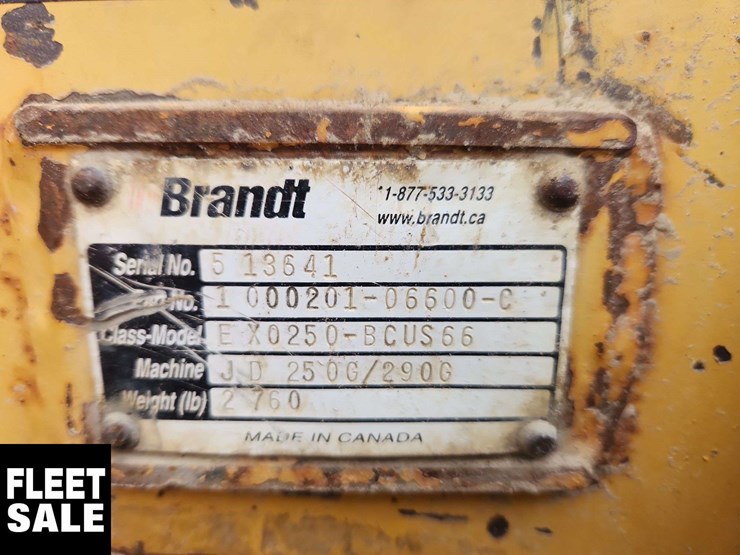 Brandt
1-877-533-3133
www.brandt.ca
Serial No. 5 13641
No. 1 000201-06600-C
Class-Model EX0250-BCUS66
Machine JD 250G/290G
Weight (lb) 2 760
MADE IN CANADA
FLEET
SALE